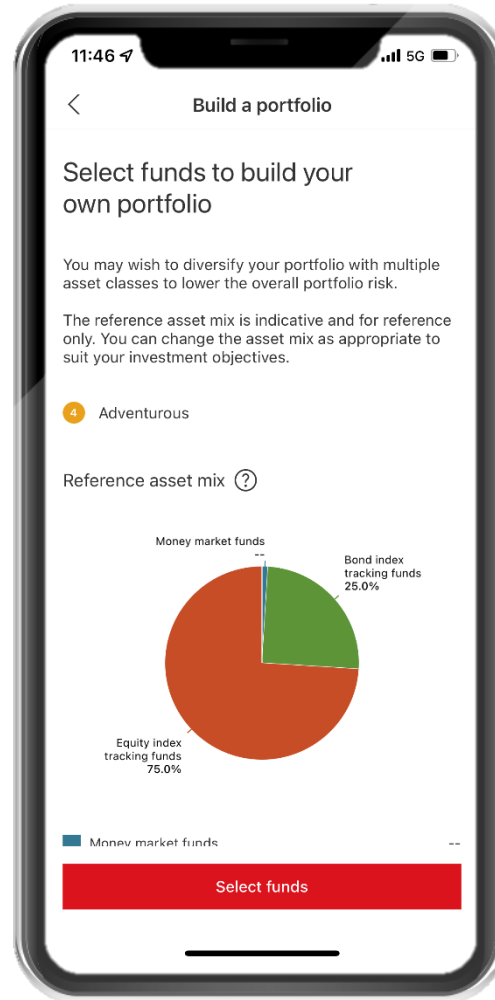 11:46
5G
Build a portfolio
Select funds to build your
own portfolio
You may wish to diversify your portfolio with multiple
asset classes to lower the overall portfolio risk.
The reference asset mix is indicative and for reference
only. You can change the asset mix as appropriate to
suit your investment objectives.
4 Adventurous
Reference asset mix ?
Money market funds
--
Bond index
tracking funds
25.0%
Equity index
tracking funds
75.0%
Money market funds --
Select funds